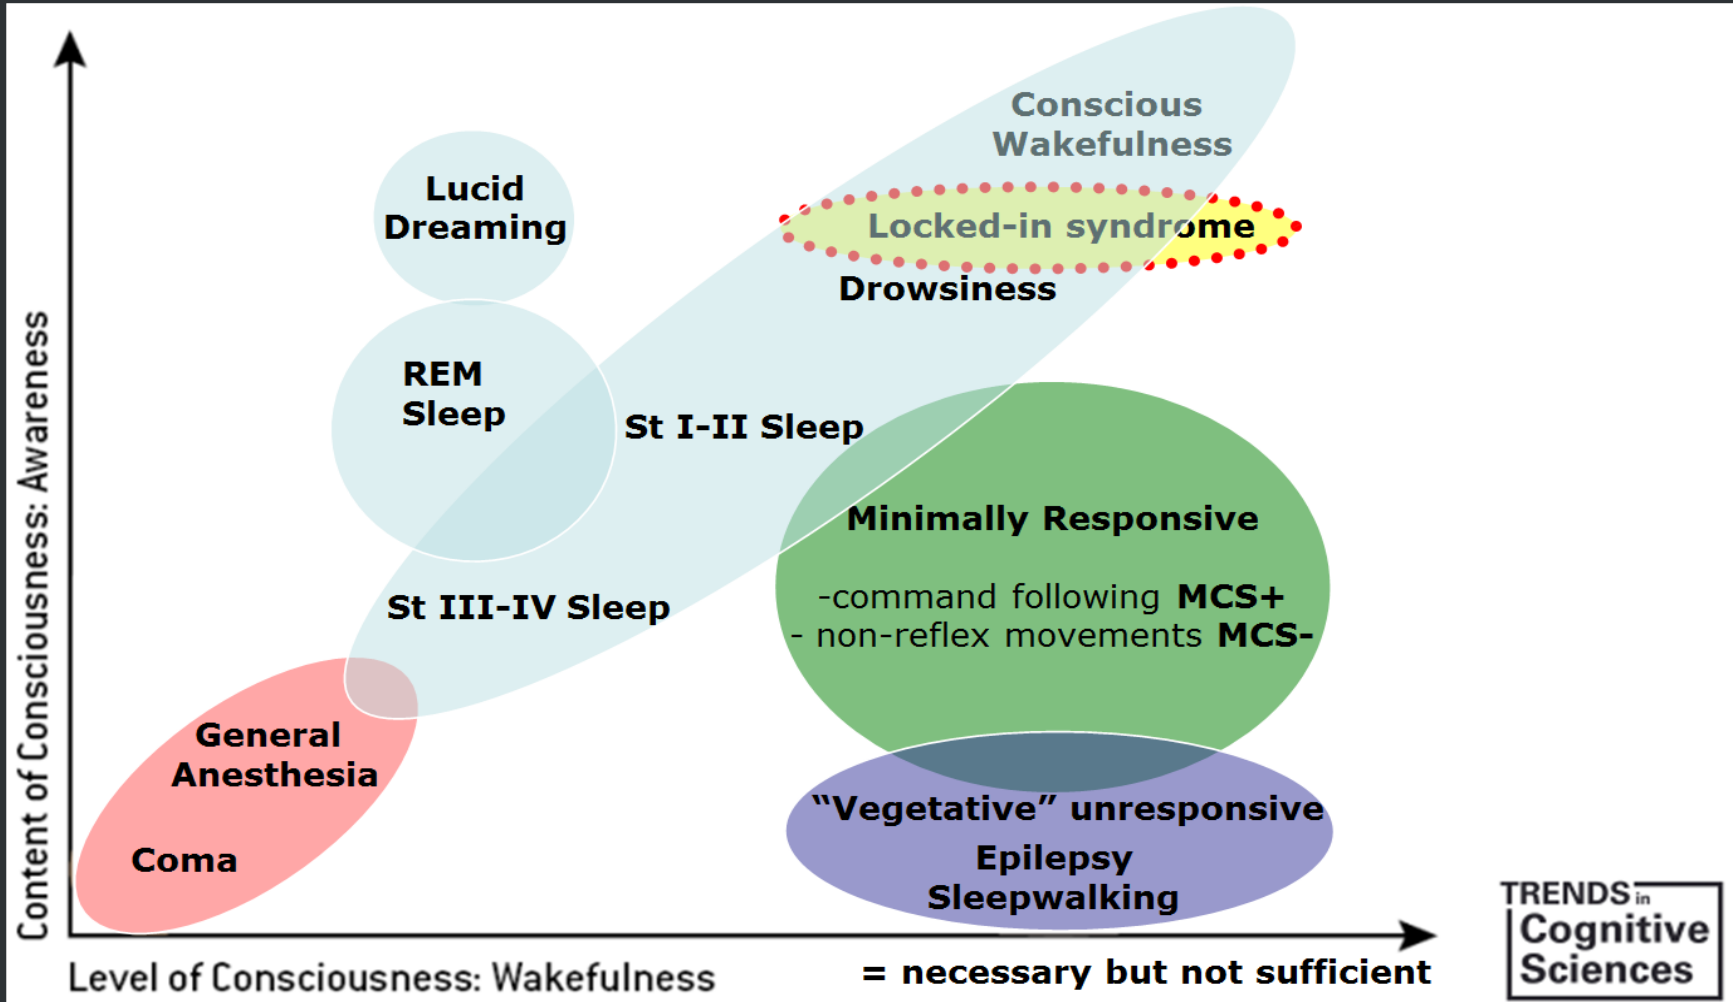 Content of Consciousness: Awareness
Conscious
Wakefulness
Lucid
Dreaming
Locked-in syndrome
Drowsiness
REM
Sleep
St I-II Sleep
Minimally Responsive
-command following MCS+
- non-reflex movements MCS-
St III-IV Sleep
General
Anesthesia
Coma
“Vegetative” unresponsive
Epilepsy
Sleepwalking
Level of Consciousness: Wakefulness
= necessary but not sufficient
TRENDS in
Cognitive
Sciences